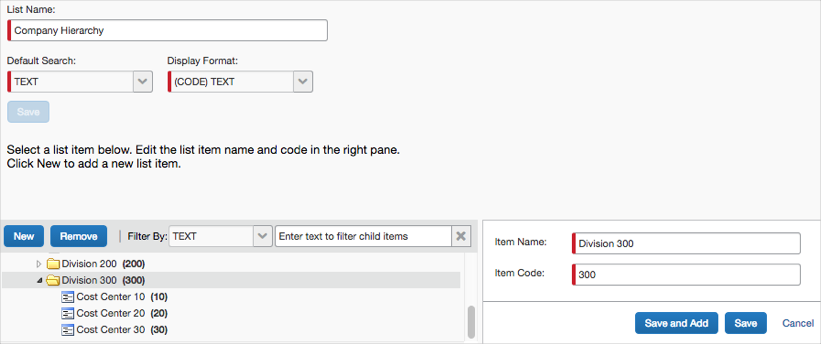 List Name:
Company Hierarchy
Default Search: Display Format:
TEXT (CODE) TEXT
Save
Select a list item below. Edit the list item name and code in the right pane.
Click New to add a new list item.
New Remove Filter By: TEXT Enter text to filter child items
Division 200 (200)
Division 300 (300)
Cost Center 10 (10)
Cost Center 20 (20)
Cost Center 30 (30)
Item Name: Division 300
Item Code: 300
Save and Add Save Cancel